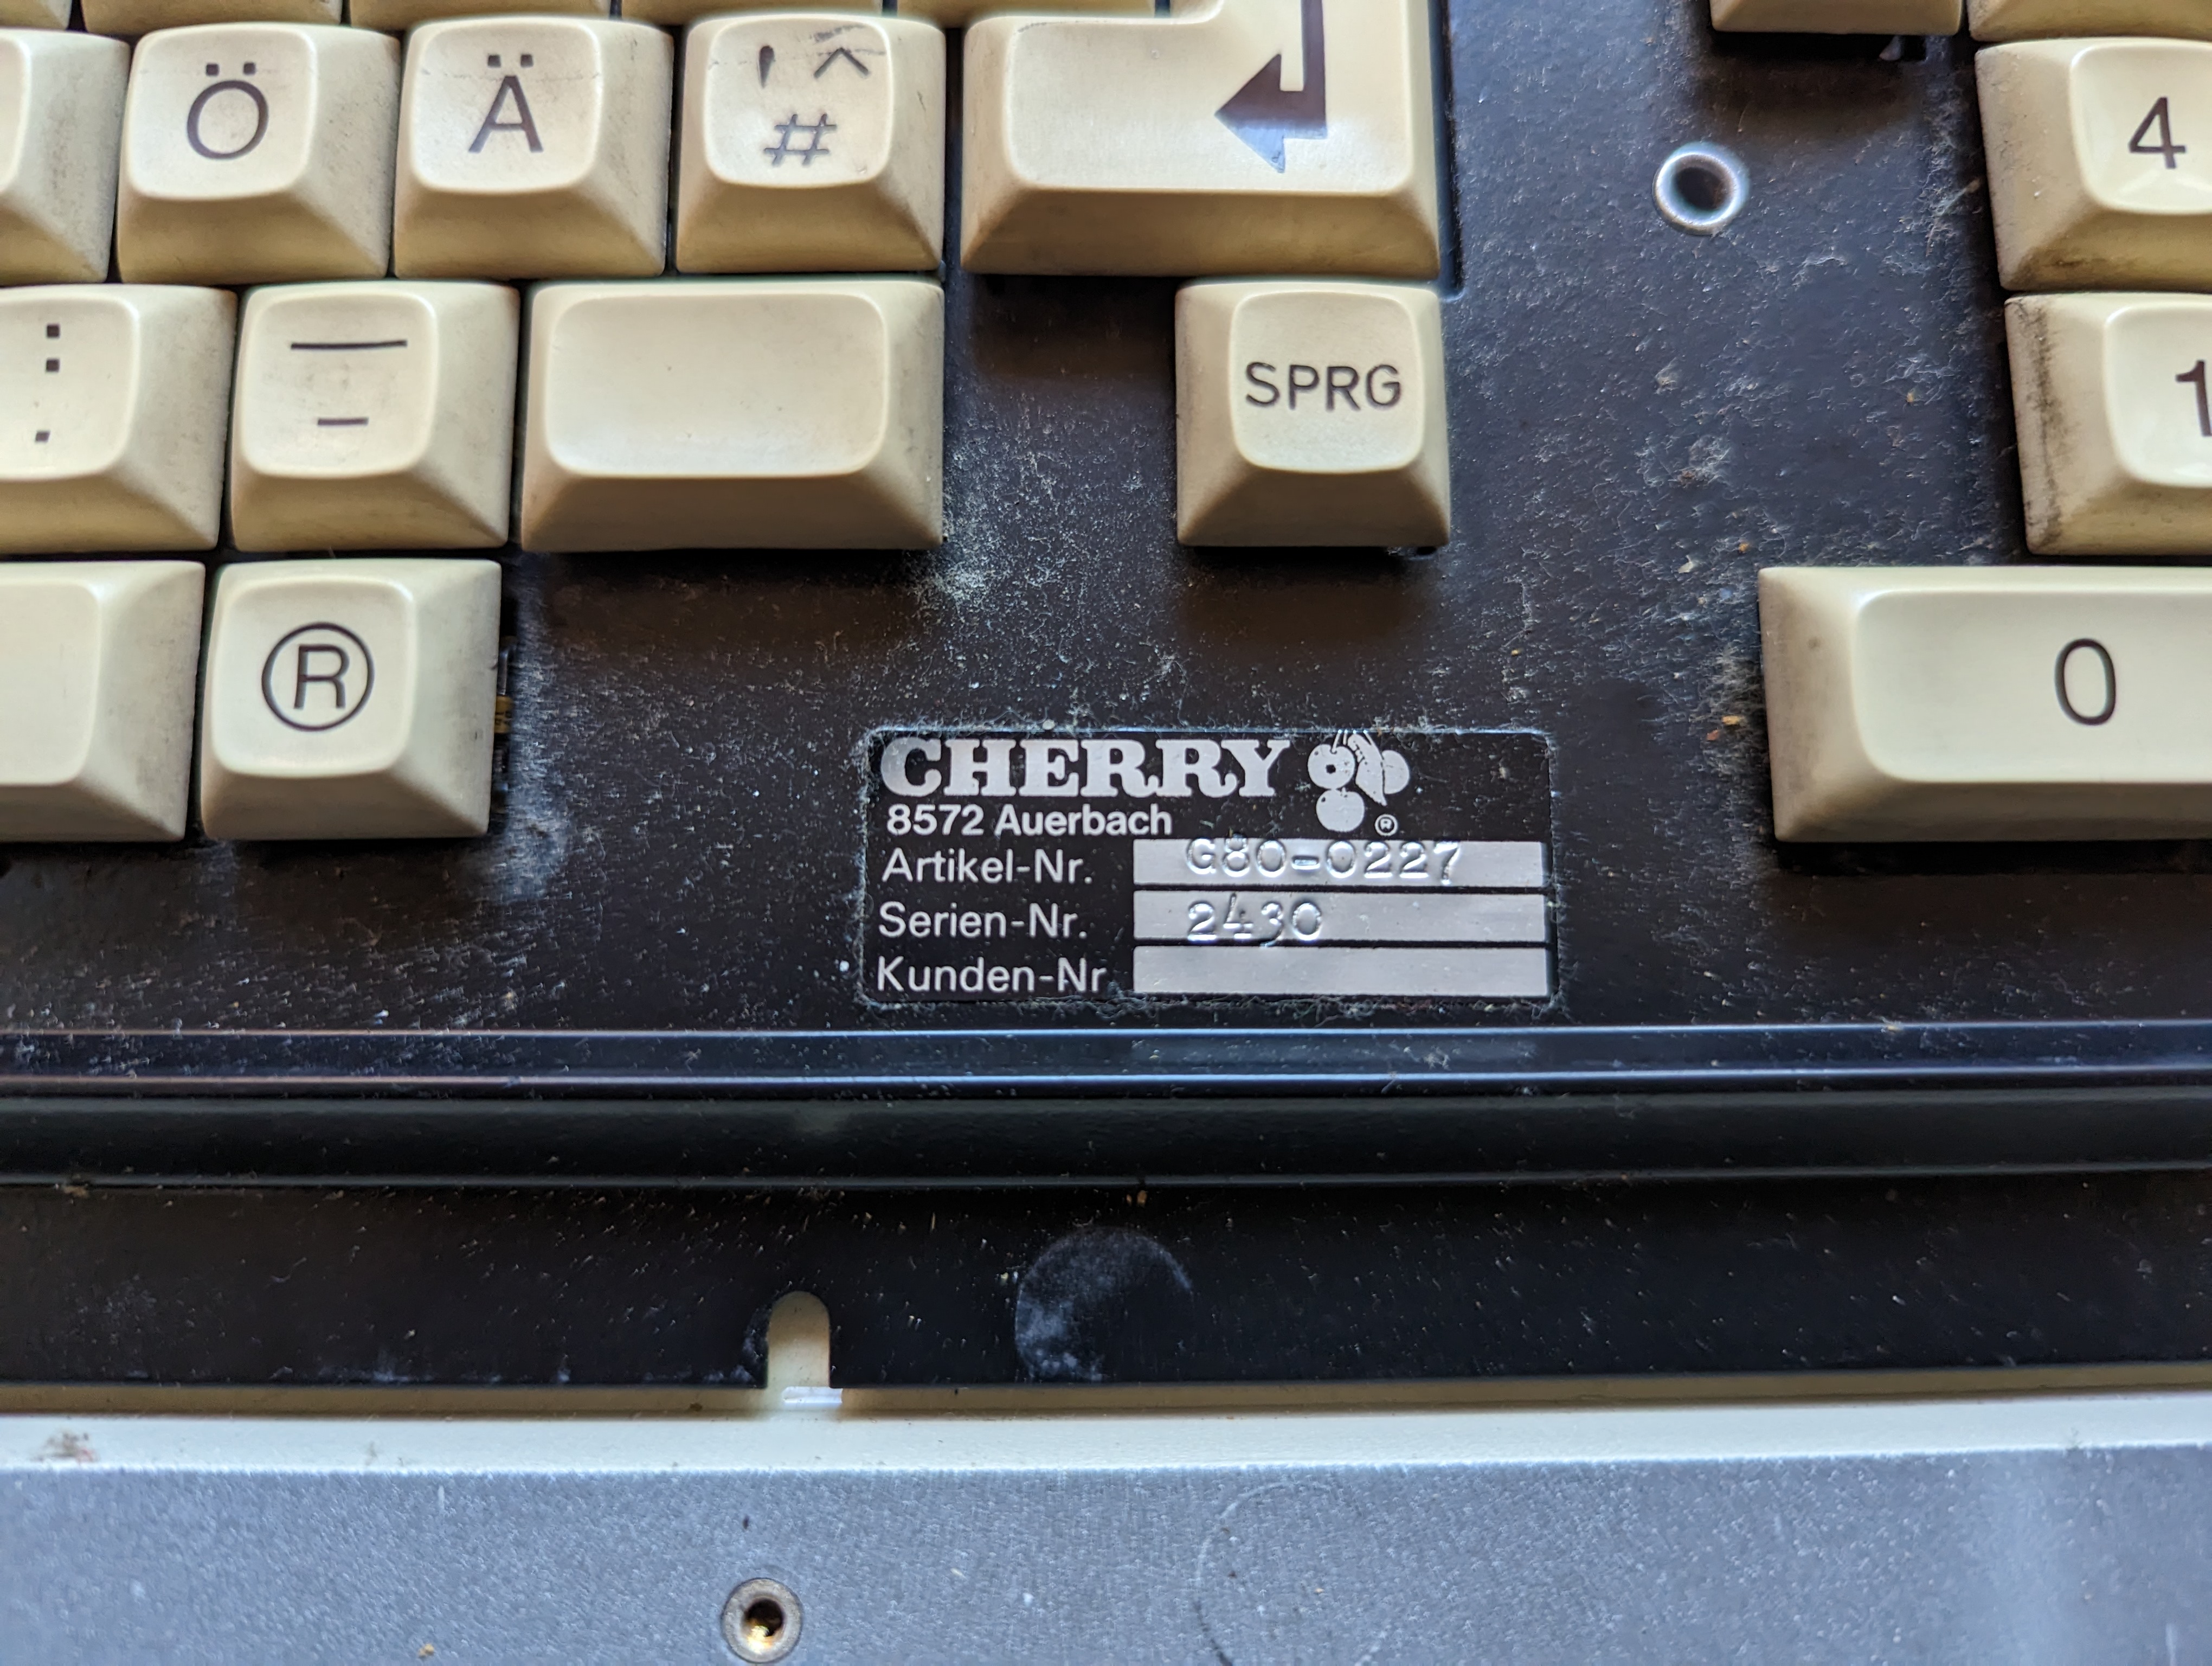 Ö Ä ' ^ 4
#
: — SPRG 1
. -
® 0
CHERRY
®
8572 Auerbach
Artikel-Nr. G80-0227
Serien-Nr. 2430
Kunden-Nr.